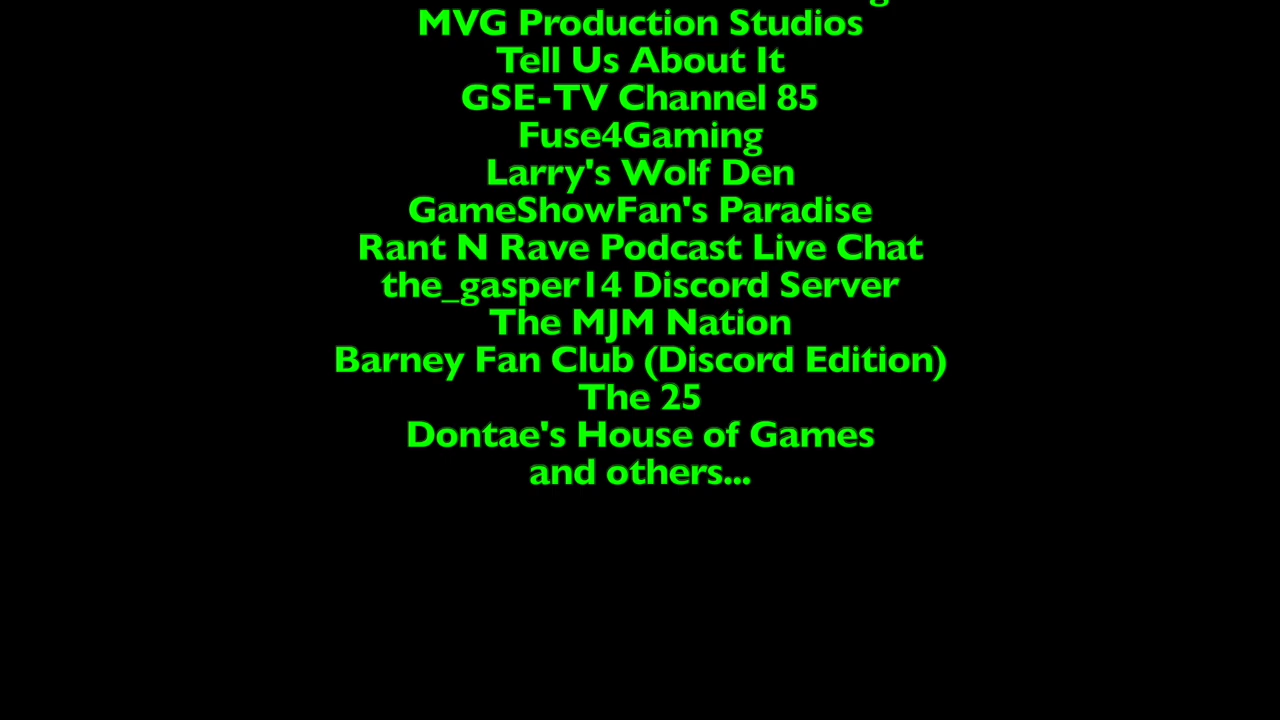 MVG Production Studios
Tell Us About It
GSE-TV Channel 85
Fuse4Gaming
Larry's Wolf Den
GameShowFan's Paradise
Rant N Rave Podcast Live Chat
the_gasper14 Discord Server
The MJM Nation
Barney Fan Club (Discord Edition)
The 25
Dontae's House of Games
and others...